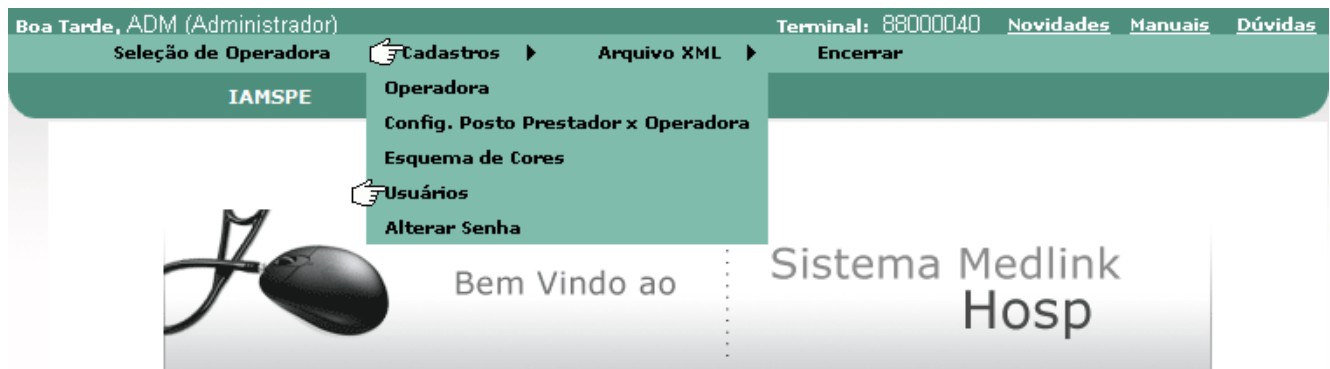 Boa Tarde, ADM (Administrador) Terminal: 88000040 Novidades Manuais Dúvidas
Seleção de Operadora Cadastros Arquivo XML Encerrar
IAMSPE
Operadora
Config. Posto Prestador x Operadora
Esquema de Cores
Usuários
Alterar Senha
Bem Vindo ao
Sistema Medlink
Hosp